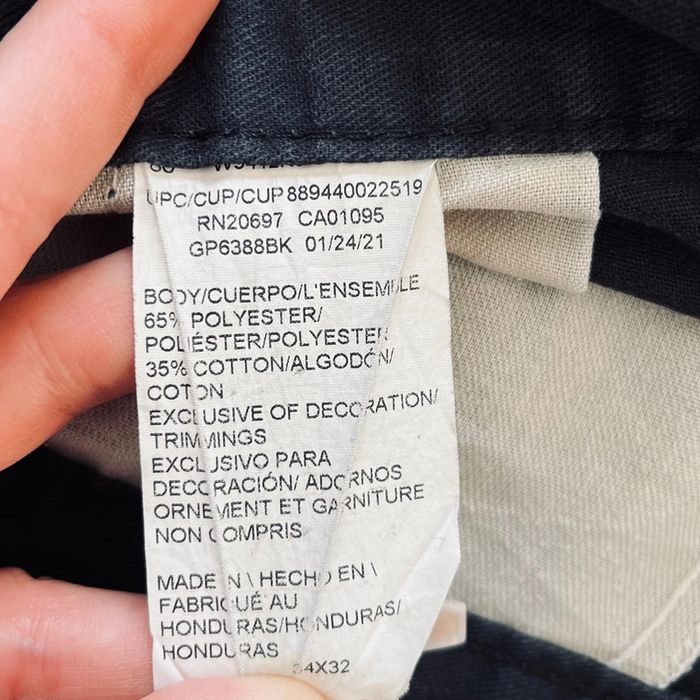 UPC/CUP/CUP 889440022519
RN20697 CA01095
GP6388BK 01/24/21
BODY/CUERPO/L'ENSEMBLE
65% POLYESTER/
POLIÉSTER/POLYESTER
35% COTTON/ALGODÓN/
COTON
EXCLUSIVE OF DECORATION/
TRIMMINGS
EXCLUSIVO PARA
DECORACIÓN/ ADORNOS
ORNEMENT ET GARNITURE
NON COMPRIS
MADE IN \ HECHO EN \
FABRIQUÉ AU
HONDURAS/HONDURAS/
HONDURAS
34X32